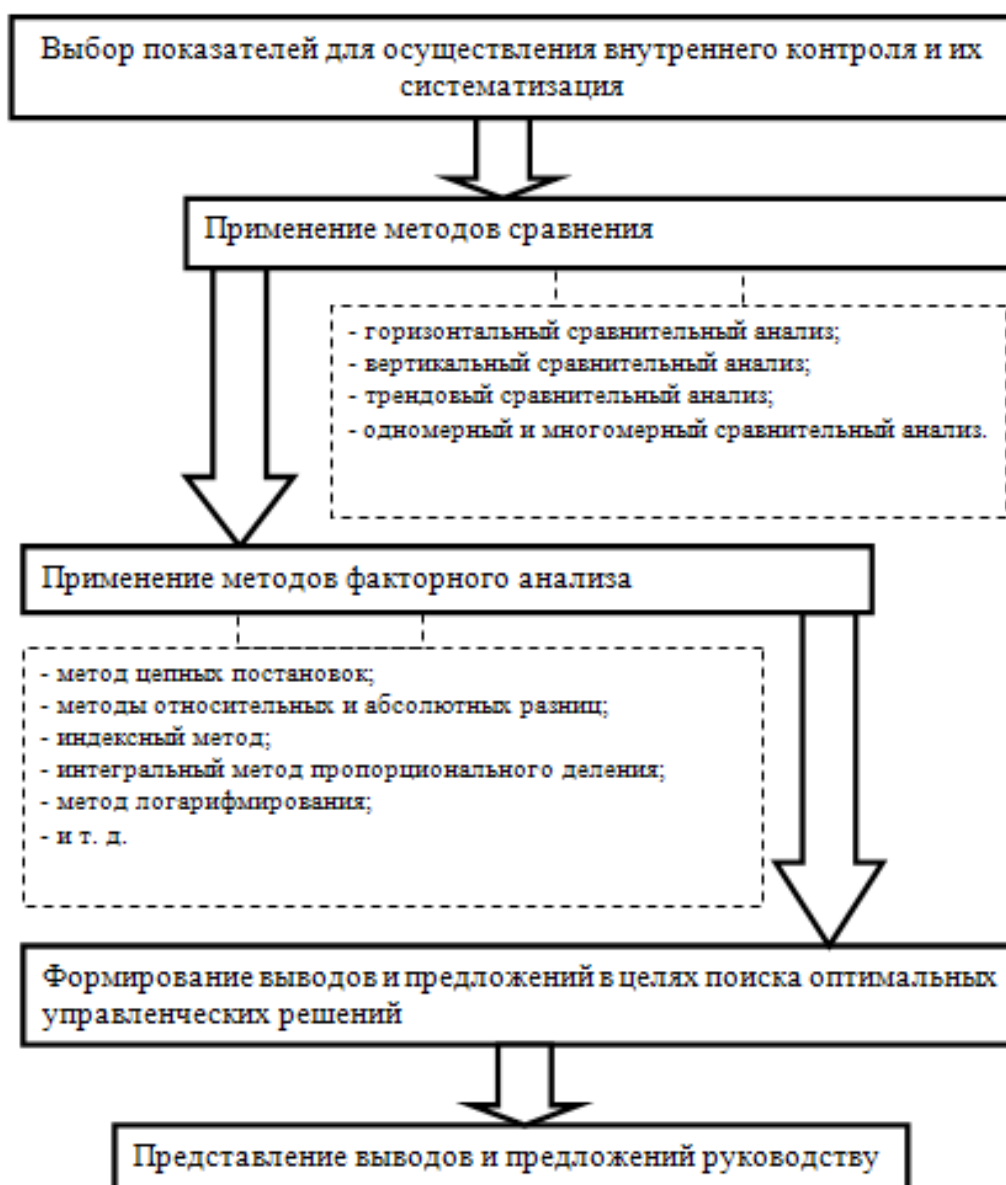 Выбор показателей для осуществления внутреннего контроля и их
систематизация
Применение методов сравнения
- горизонтальный сравнительный анализ;
- вертикальный сравнительный анализ;
- трендовый сравнительный анализ;
- одномерный и многомерный сравнительный анализ.
Применение методов факторного анализа
- метод цепных постановок;
- методы относительных и абсолютных разниц;
- индексный метод;
- интегральный метод пропорционального деления;
- метод логарифмирования;
- и т. д.
Формирование выводов и предложений в целях поиска оптимальных
управленческих решений
Представление выводов и предложений руководству